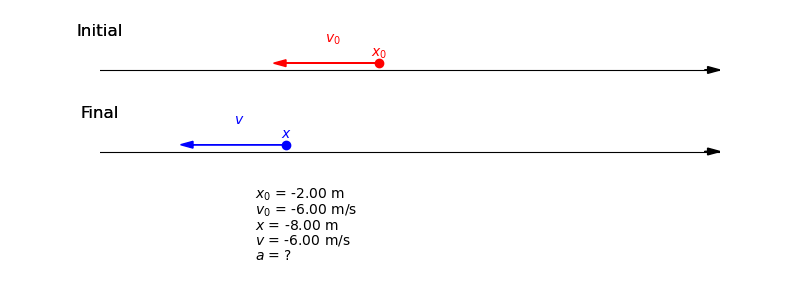 Initial
v₀
x₀
Final
v
x
x₀ = -2.00 m
v₀ = -6.00 m/s
x = -8.00 m
v = -6.00 m/s
a = ?